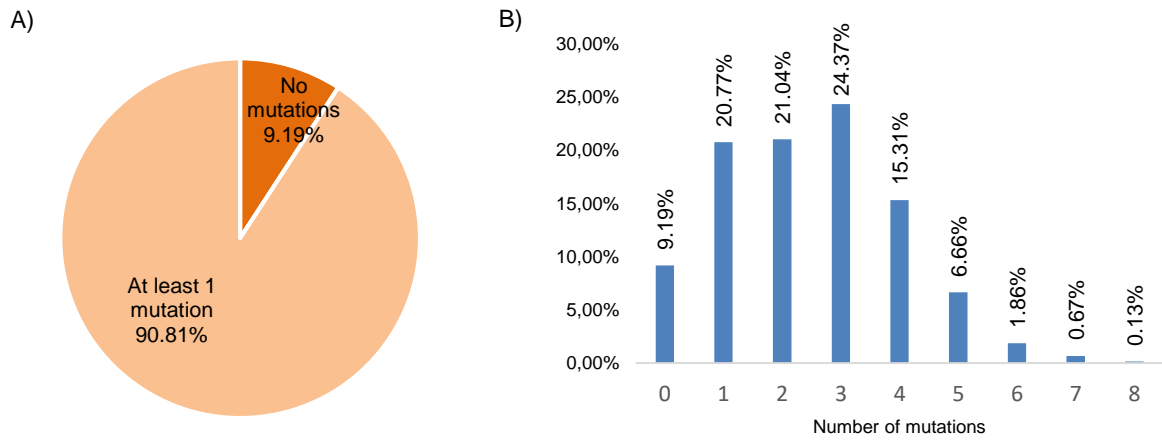 A)
No
mutations
9.19%
At least 1
mutation
90.81%
B)
30,00%
25,00%
20,00%
15,00%
10,00%
5,00%
0,00%
9.19%
20.77%
21.04%
24.37%
15.31%
6.66%
1.86%
0.67%
0.13%
0 1 2 3 4 5 6 7 8
Number of mutations